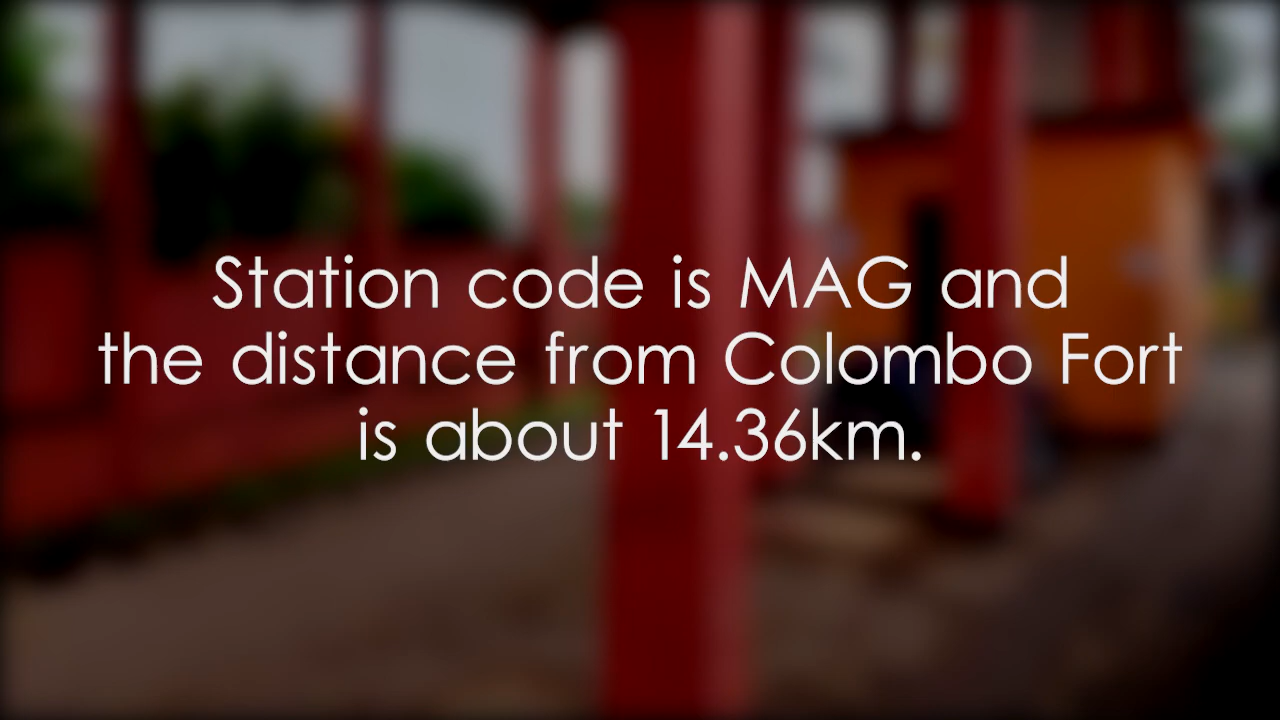 Station code is MAG and
the distance from Colombo Fort
is about 14.36km.